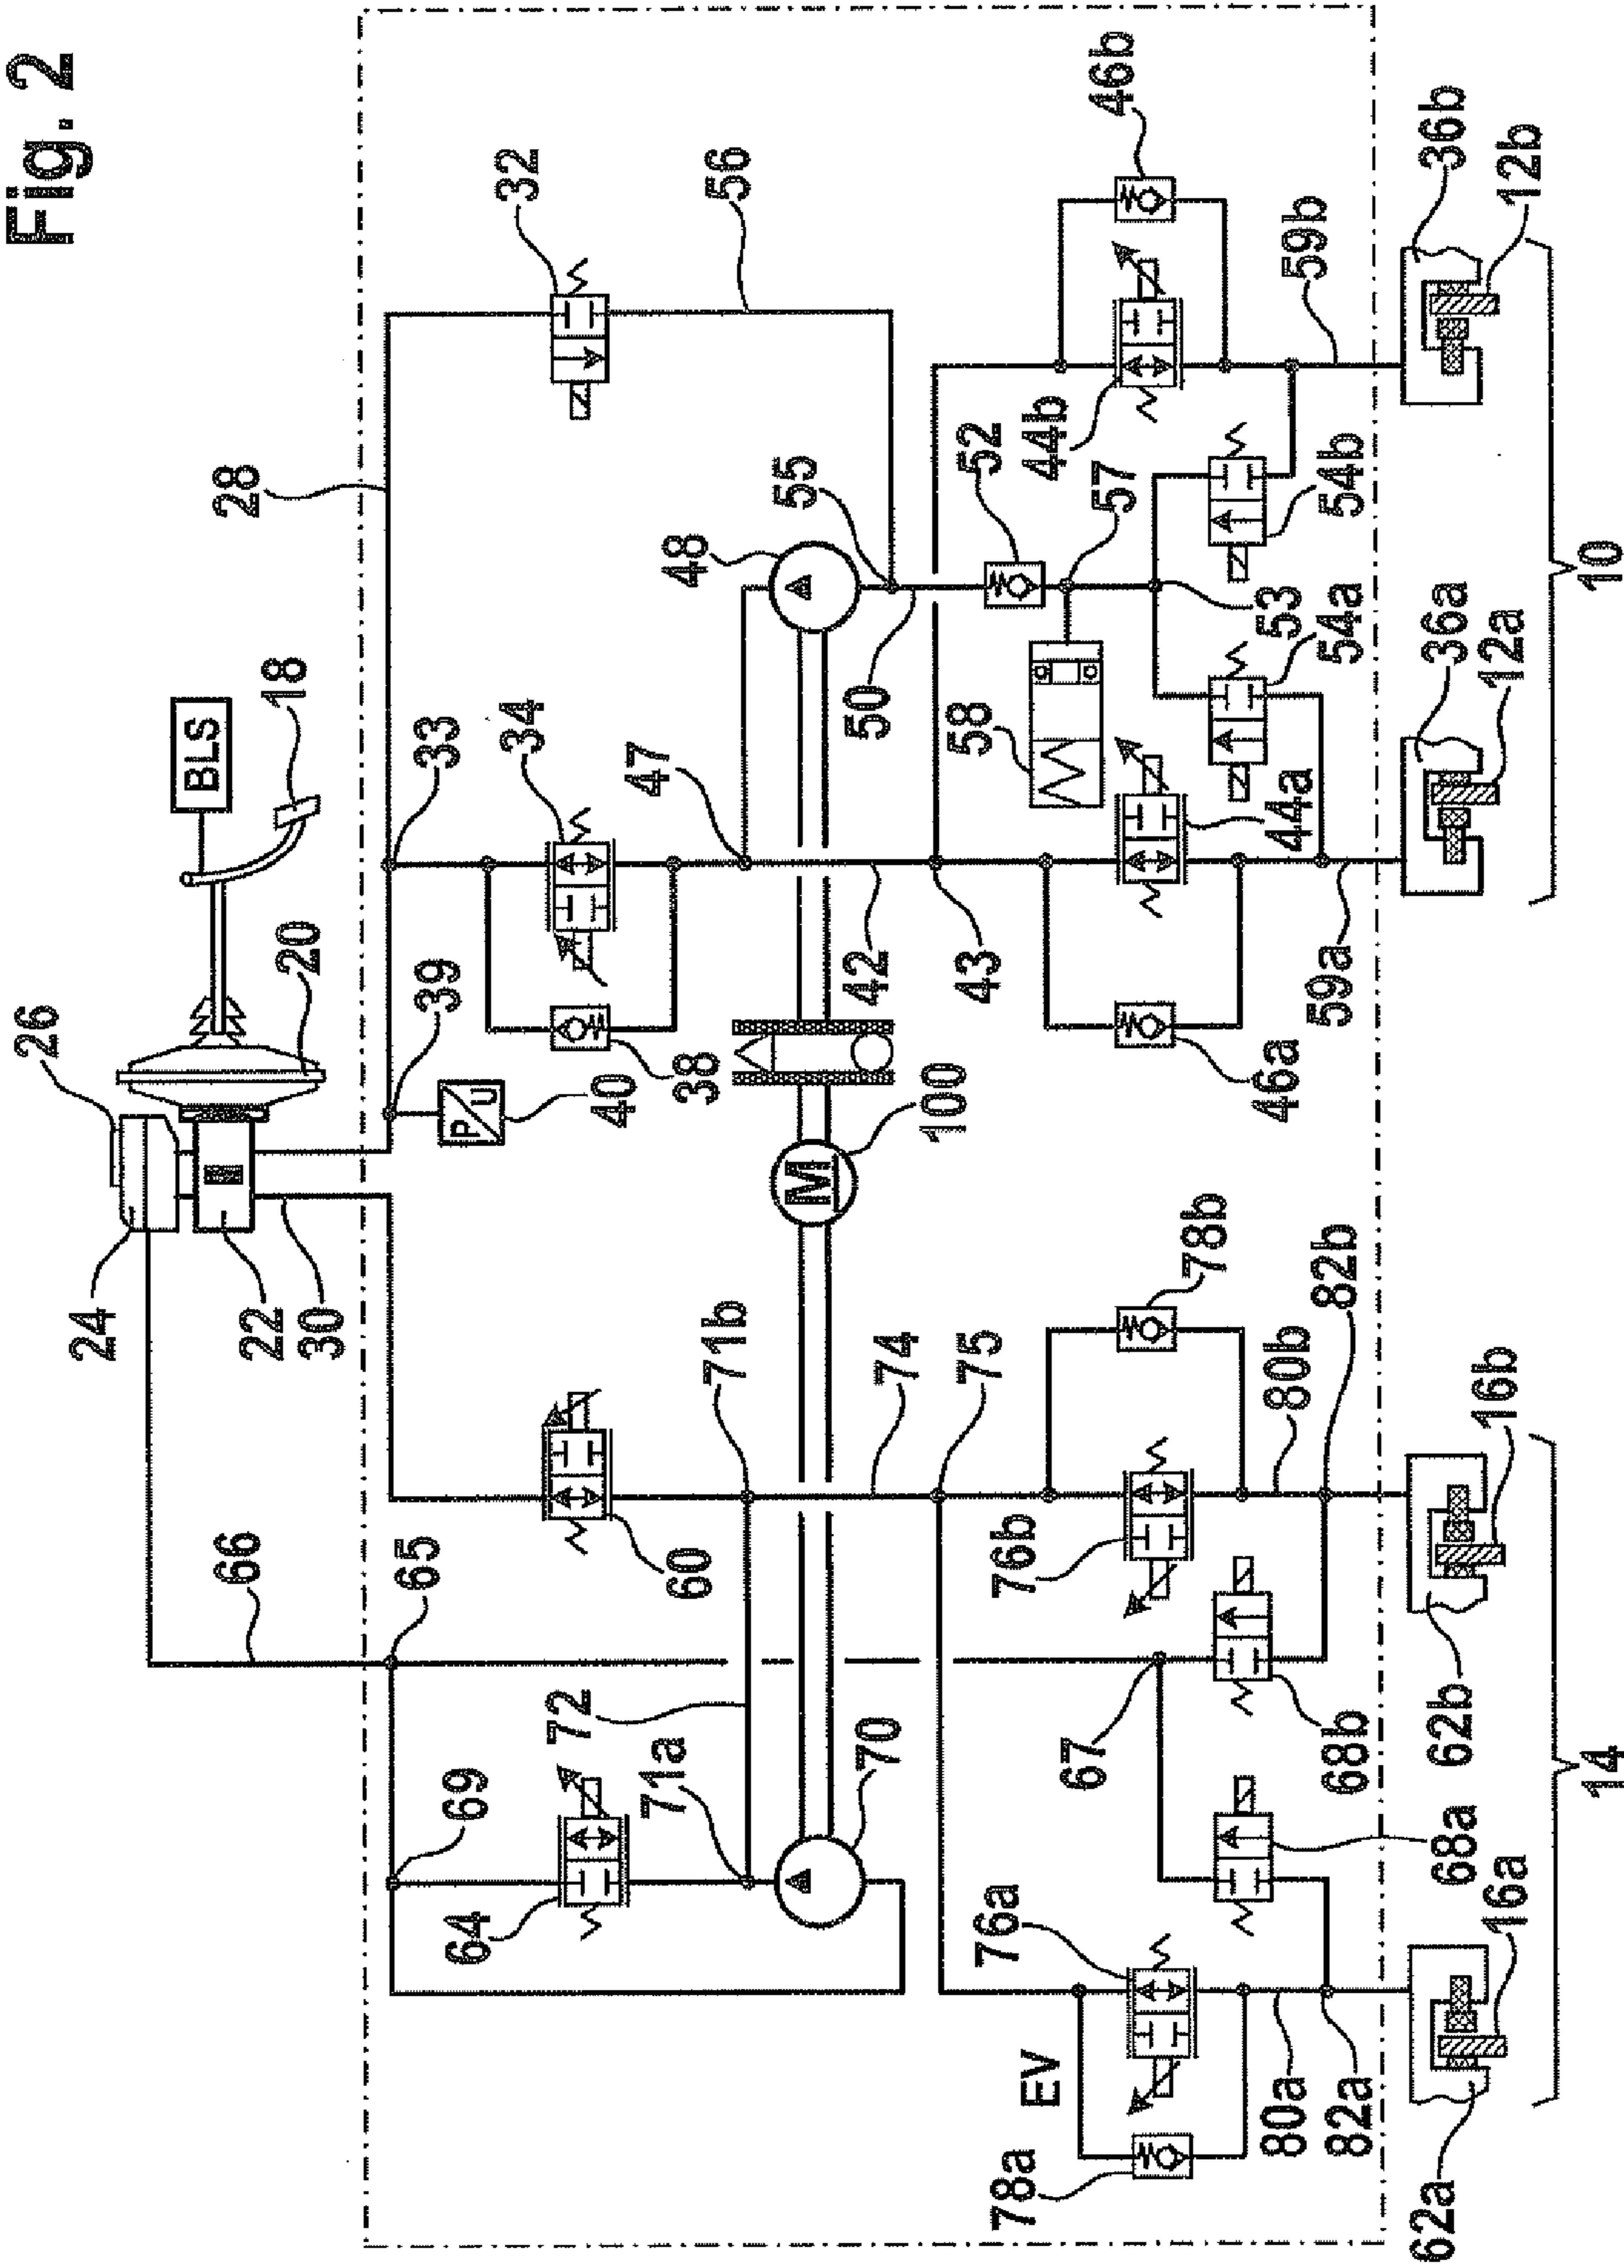 Fig. 2
26
24
22
30
20
BLS
18
28
66
65
69
39
33
P
U
40
38
34
32
56
60
64
72
71a
71b
47
48
55
70
M
100
74
75
42
43
50
58
52
57
53
44b
46b
54b
54a
44a
46a
59a
59b
EV
78a
76a
76b
78b
67
68a
68b
80a
82a
80b
82b
62a
16a
62b
16b
36a
12a
36b
12b
14
10